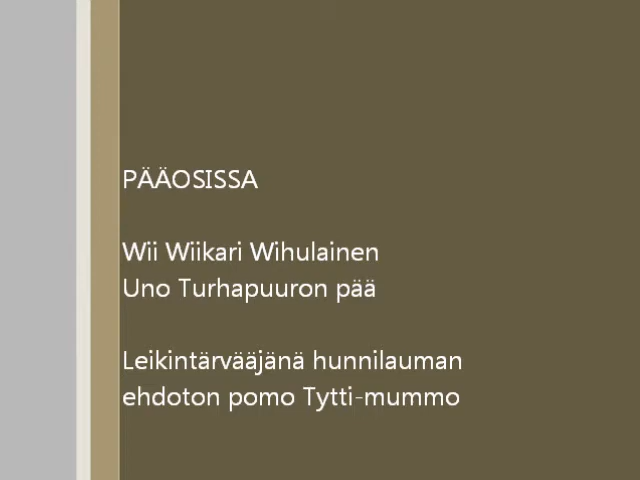 PÄÄOSISSA
Wii Wiikari Wihulainen
Uno Turhapuuron pää
Leikintärvääjänä hunnilauman
ehdoton pomo Tytti-mummo